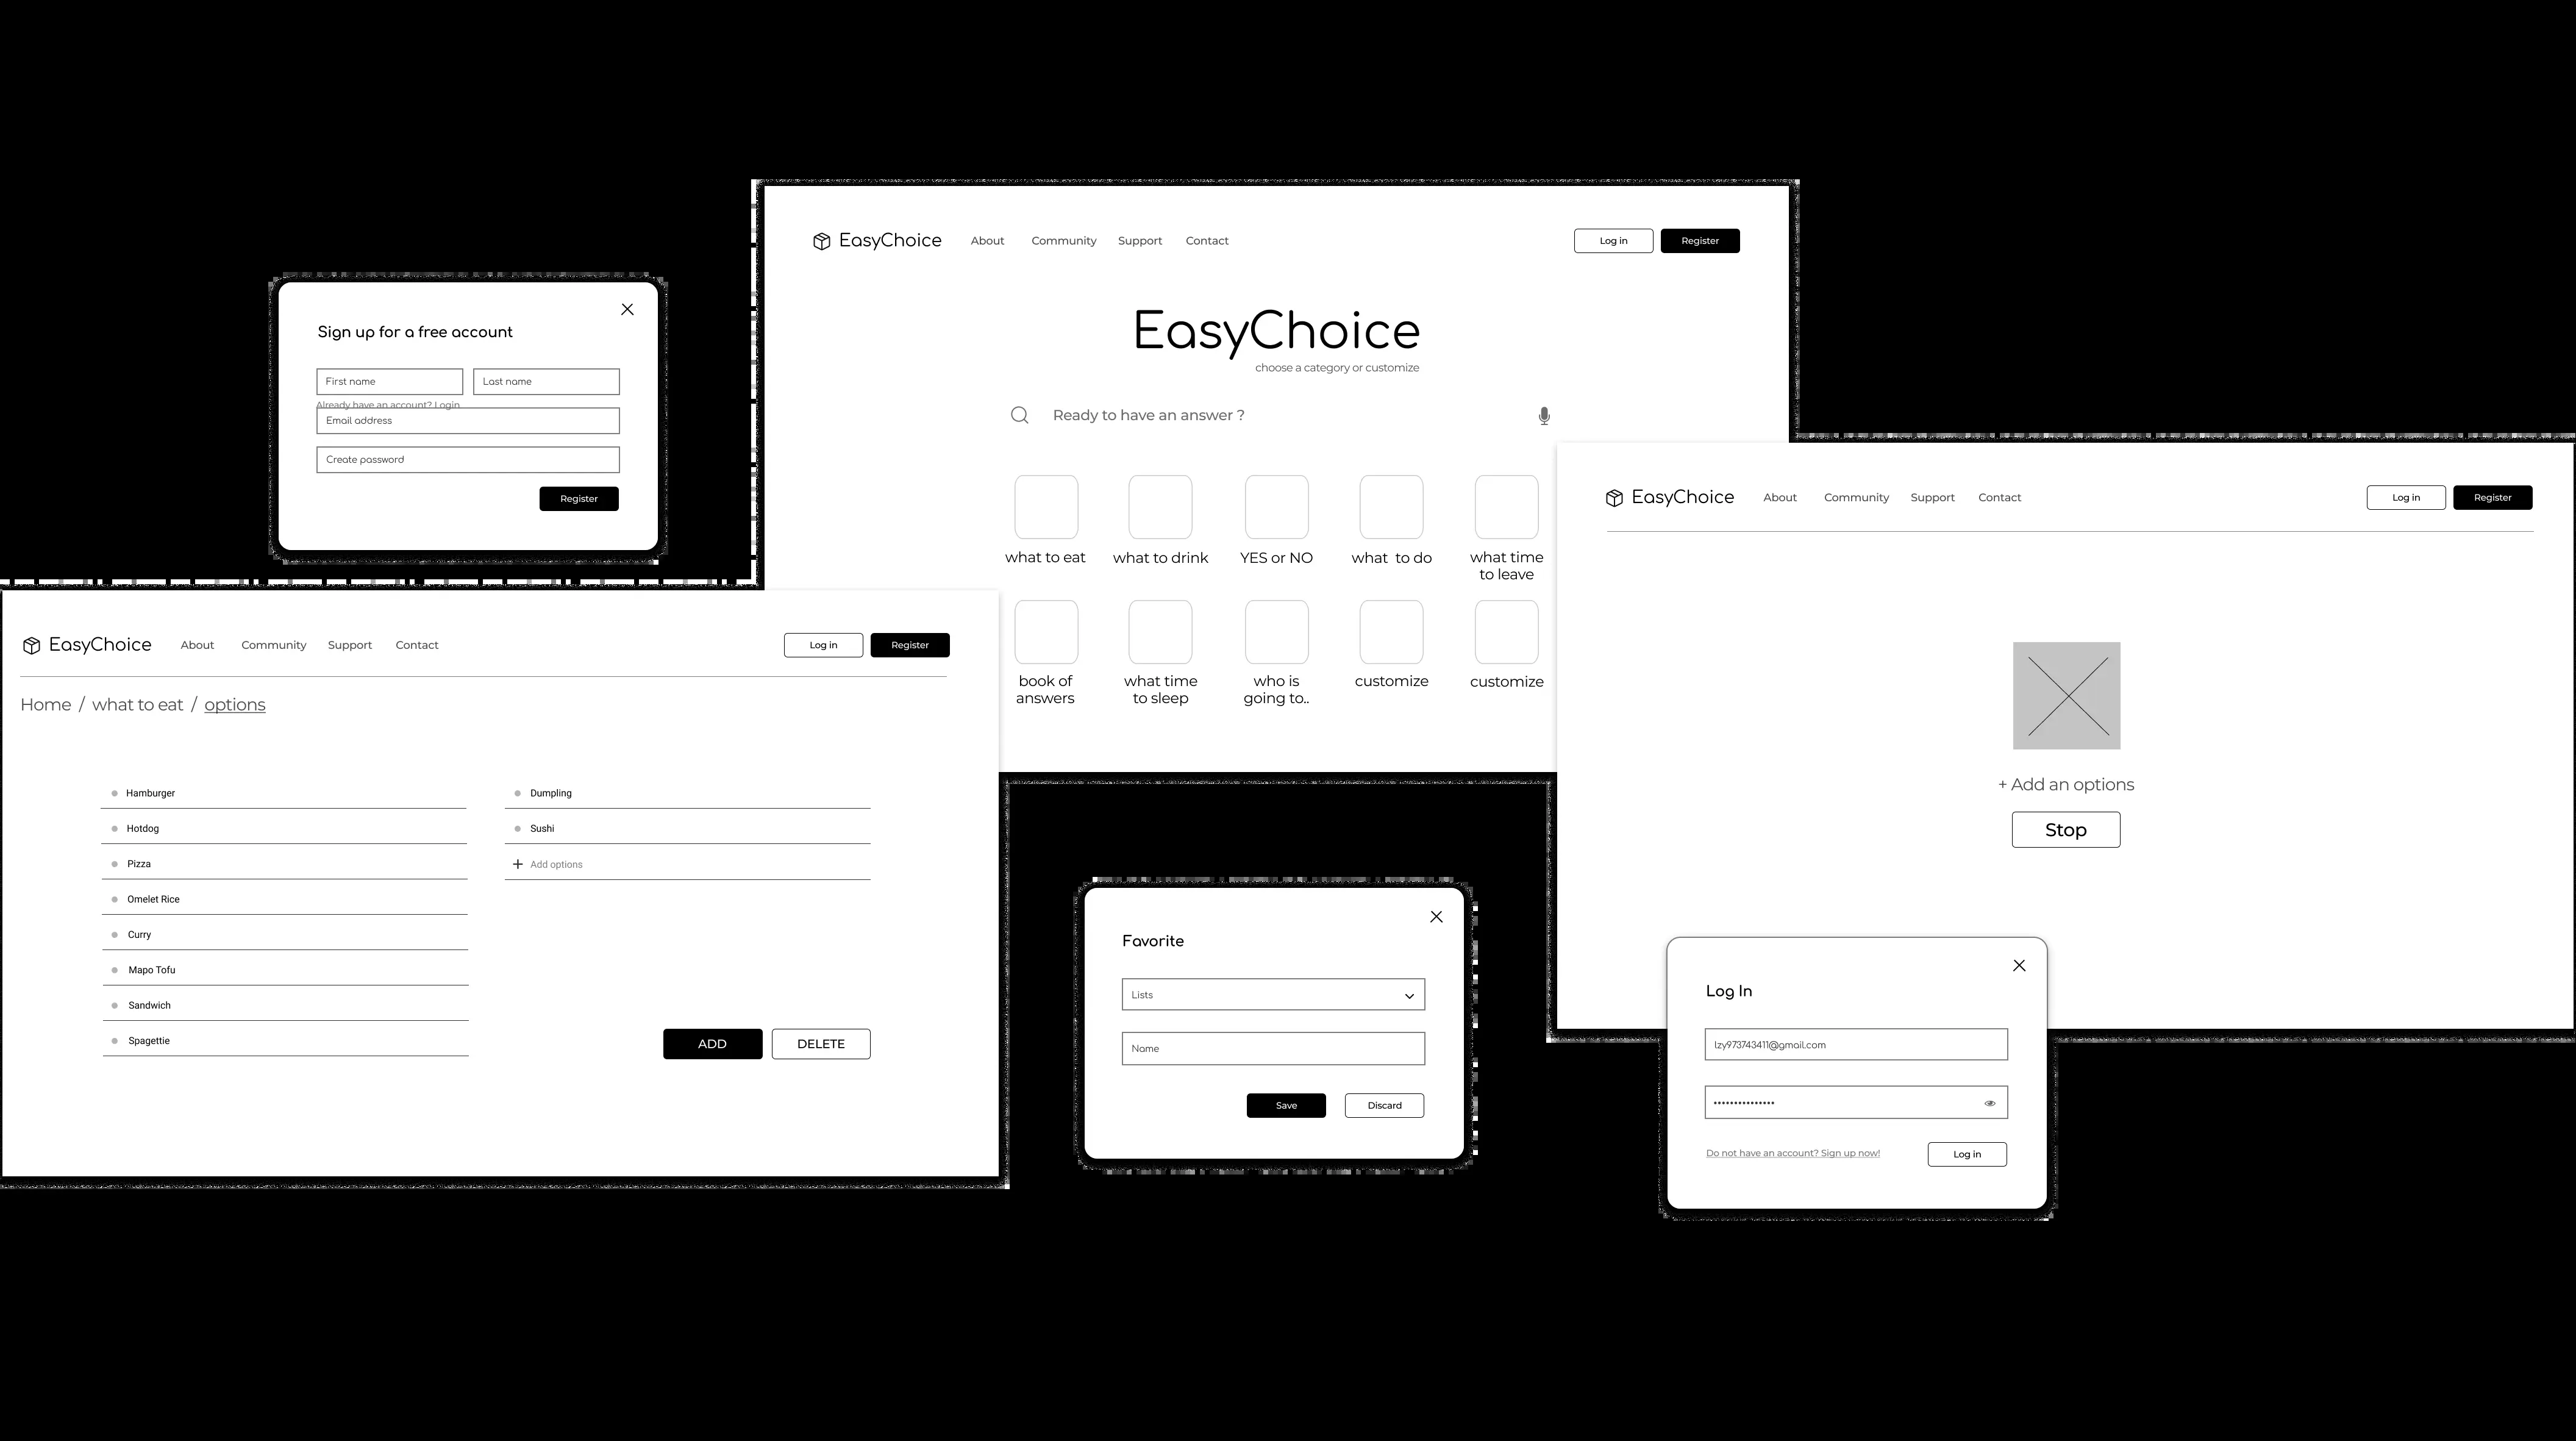 EasyChoice About Community Support Contact Log in Register
EasyChoice
choose a category or customize
Ready to have an answer ?
what to eat
what to drink
YES or NO
what to do
what time
to leave
book of
answers
what time
to sleep
who is
going to..
customize
customize
Sign up for a free account
First name
Last name
Already have an account? Login
Email address
Create password
Register
EasyChoice About Community Support Contact Log in Register
Home / what to eat / options
Hamburger
Hotdog
Pizza
Omelet Rice
Curry
Mapo Tofu
Sandwich
Spagettie
Dumpling
Sushi
Add options
ADD
DELETE
EasyChoice About Community Support Contact Log in Register
+ Add an options
Stop
Favorite
Lists
Name
Save
Discard
Log In
lzy973743411@gmail.com
Do not have an account? Sign up now!
Log in